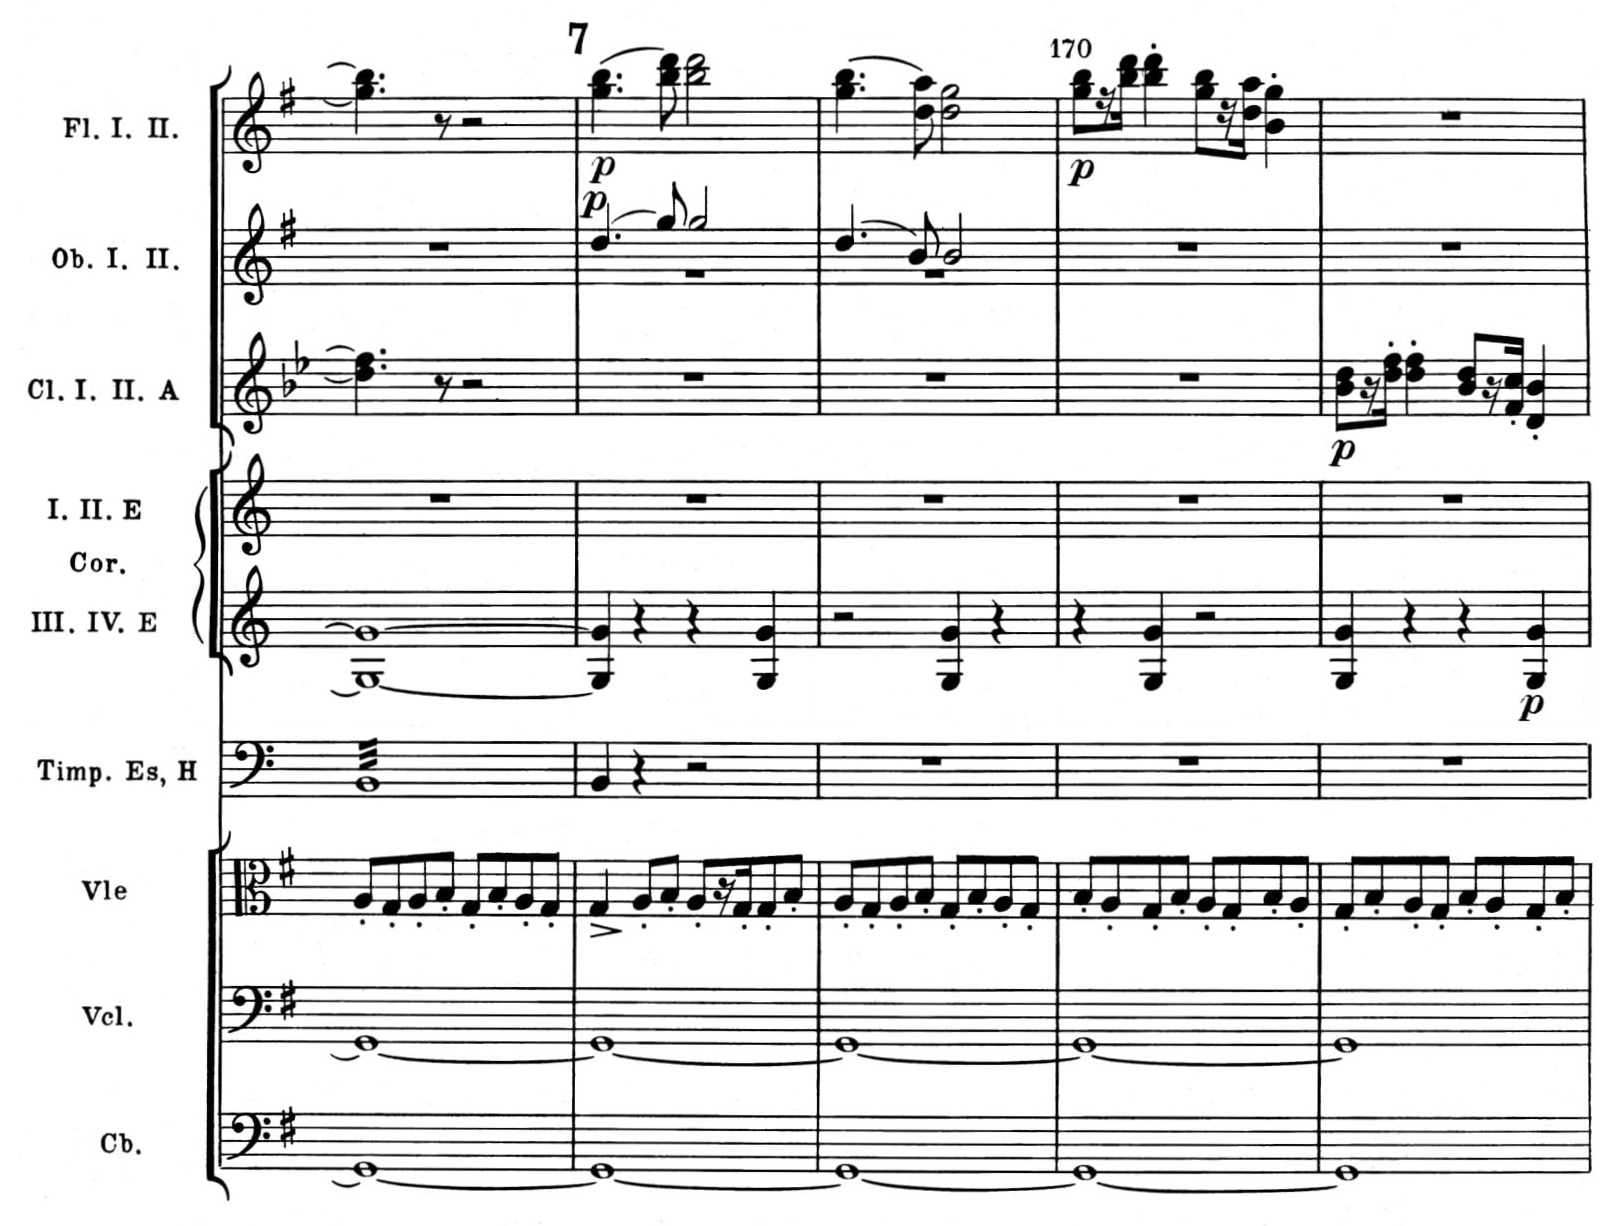 7
170
Fl. I. II.
p
p
Ob. I. II.
Cl. I. II. A
p
I. II. E
Cor.
III. IV. E
p
Timp. Es, H
Vle
Vcl.
Cb.